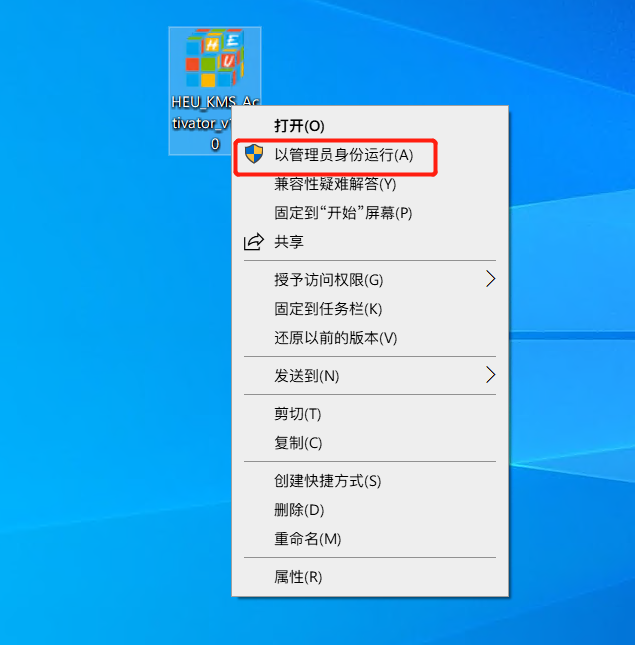 HEU
HEU_KMS_Ac
tivator_v
0
打开(O)
以管理员身份运行(A)
兼容性疑难解答(Y)
固定到“开始”屏幕(P)
共享
授予访问权限(G)
固定到任务栏(K)
还原以前的版本(V)
发送到(N)
剪切(T)
复制(C)
创建快捷方式(S)
删除(D)
重命名(M)
属性(R)